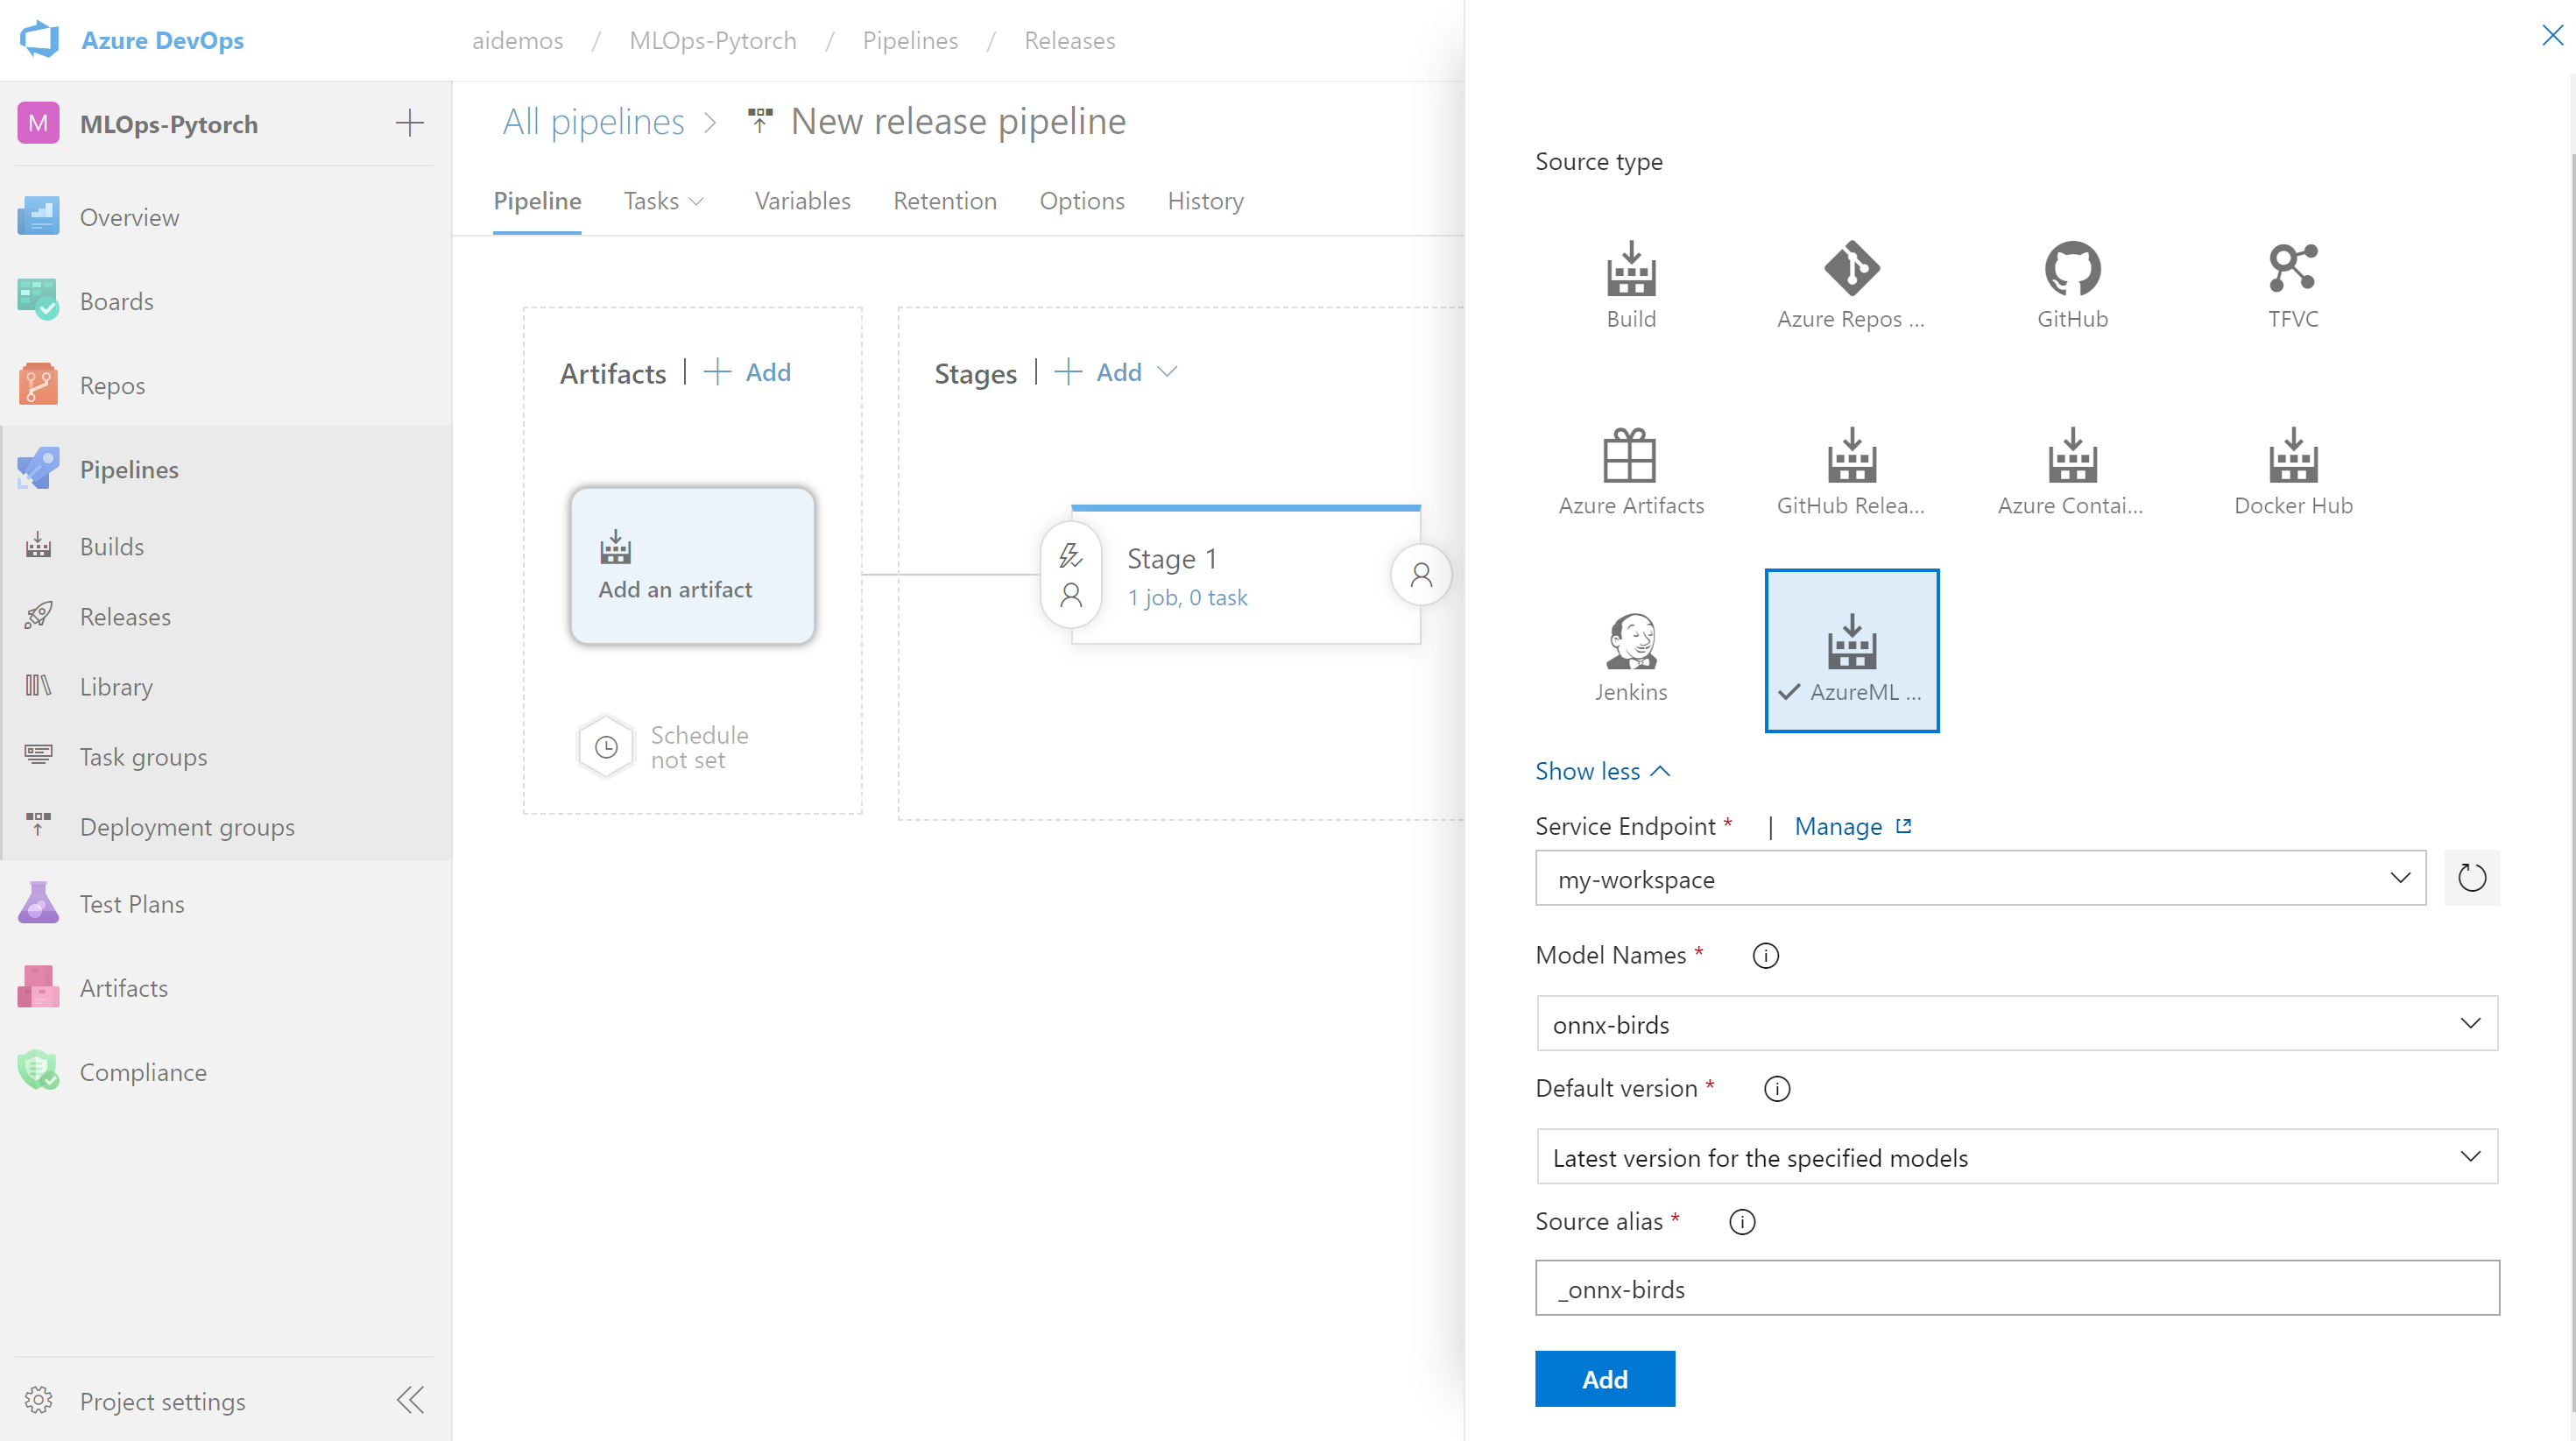 Azure DevOps
aidemos / MLOps-Pytorch / Pipelines / Releases
M MLOps-Pytorch
Overview
Boards
Repos
Pipelines
Builds
Releases
Library
Task groups
Deployment groups
Test Plans
Artifacts
Compliance
Project settings
All pipelines > New release pipeline
Pipeline Tasks Variables Retention Options History
Artifacts | + Add
Add an artifact
Schedule
not set
Stages | + Add
Stage 1
1 job, 0 task
Source type
Build Azure Repos ... GitHub TFVC
Azure Artifacts GitHub Relea... Azure Contai... Docker Hub
Jenkins AzureML ...
Show less
Service Endpoint * | Manage
my-workspace
Model Names *
onnx-birds
Default version *
Latest version for the specified models
Source alias *
_onnx-birds
Add